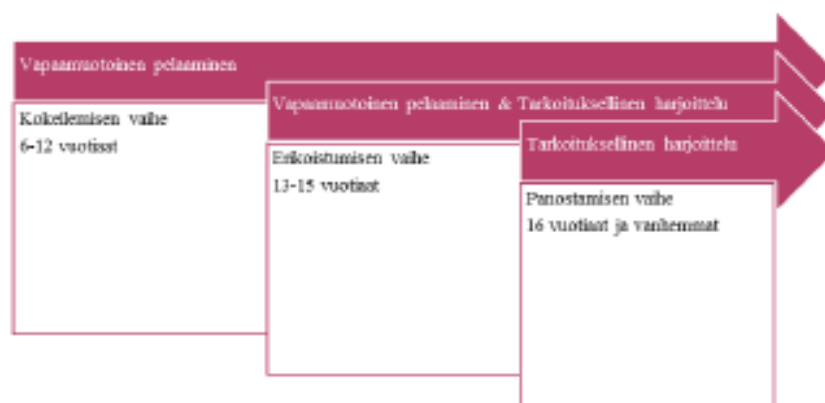 Vapaamuotoinen pelaaminen
Kokeilemisen vaihe
6-12 vuotiaat
Vapaamuotoinen pelaaminen & Tarkoituksellinen harjoittelu
Erikoistumisen vaihe
13-15 vuotiaat
Tarkoituksellinen harjoittelu
Panostamisen vaihe
16 vuotiaat ja vanhemmat